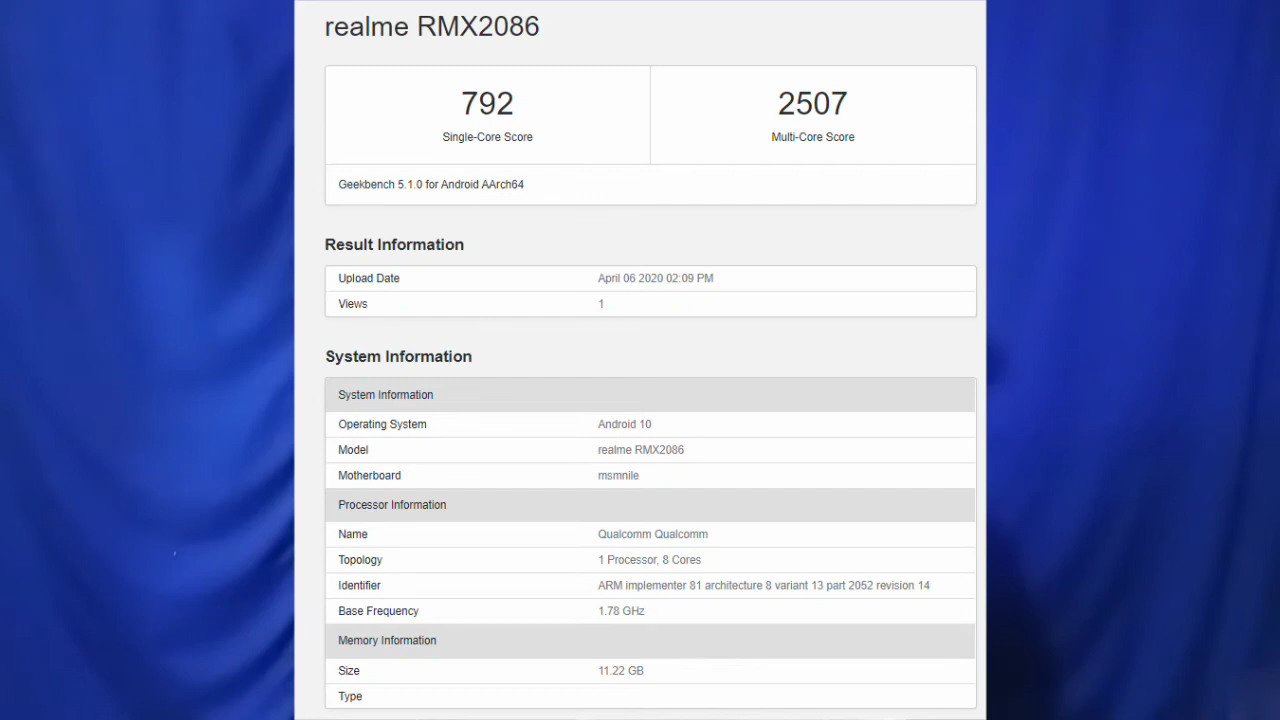 realme RMX2086
792 2507
Single-Core Score Multi-Core Score
Geekbench 5.1.0 for Android AArch64
Result Information
Upload Date April 06 2020 02:09 PM
Views 1
System Information
System Information
Operating System Android 10
Model realme RMX2086
Motherboard msmnile
Processor Information
Name Qualcomm Qualcomm
Topology 1 Processor, 8 Cores
Identifier ARM implementer 81 architecture 8 variant 13 part 2052 revision 14
Base Frequency 1.78 GHz
Memory Information
Size 11.22 GB
Type